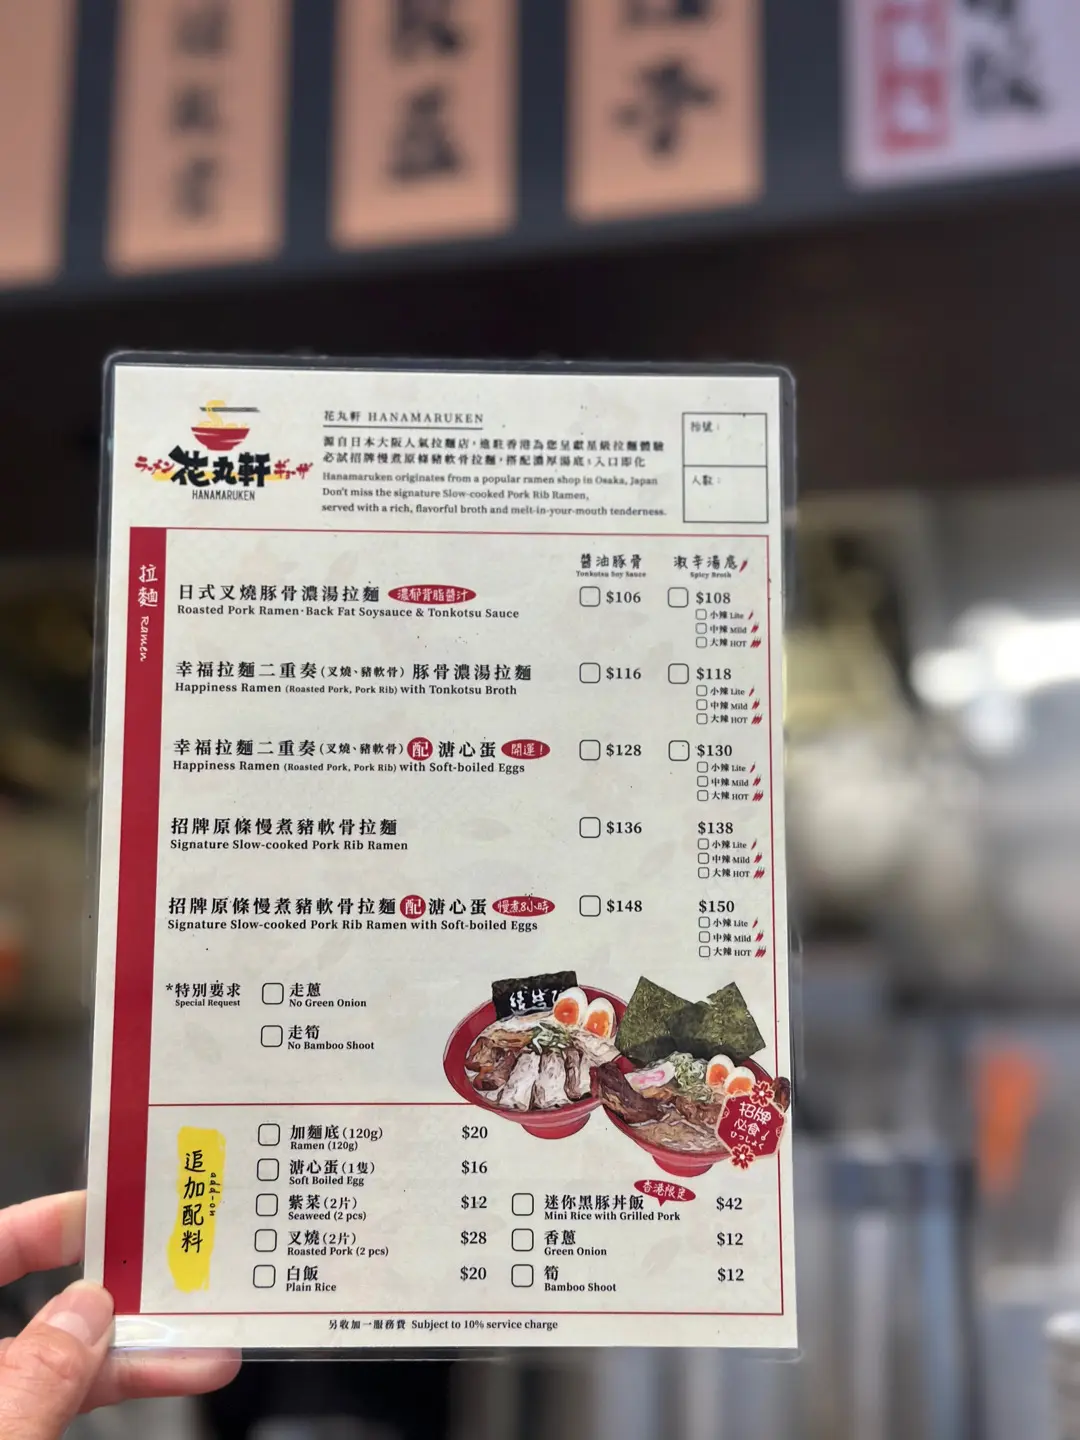 ラーメン 花丸軒 ギョーザ
HANAMARUKEN
花丸軒 HANAMARUKEN
源自日本大阪人氣拉麵店，進駐香港為您呈獻星級拉麵體驗
必試招牌慢煮原條豬軟骨拉麵，搭配濃厚湯底，入口即化
Hanamaruken originates from a popular ramen shop in Osaka, Japan
Don't miss the signature Slow-cooked Pork Rib Ramen,
served with a rich, flavorful broth and melt-in-your-mouth tenderness.
枱號：
人數：
拉麵 Ramen
醬油豚骨 激辛湯底
Tonkotsu Soy Sauce Spicy Broth
日式叉燒豚骨濃湯拉麵 濃郁背脂醬汁 $106 $108
Roasted Pork Ramen·Back Fat Soysauce & Tonkotsu Sauce
小辣 Lite
中辣 Mild
大辣 HOT
幸福拉麵二重奏(叉燒、豬軟骨) 豚骨濃湯拉麵 $116 $118
Happiness Ramen (Roasted Pork, Pork Rib) with Tonkotsu Broth
小辣 Lite
中辣 Mild
大辣 HOT
幸福拉麵二重奏(叉燒、豬軟骨) 配 溏心蛋 開運！ $128 $130
Happiness Ramen (Roasted Pork, Pork Rib) with Soft-boiled Eggs
小辣 Lite
中辣 Mild
大辣 HOT
招牌原條慢煮豬軟骨拉麵 $136 $138
Signature Slow-cooked Pork Rib Ramen
小辣 Lite
中辣 Mild
大辣 HOT
招牌原條慢煮豬軟骨拉麵 配 溏心蛋 慢煮8小時 $148 $150
Signature Slow-cooked Pork Rib Ramen with Soft-boiled Eggs
小辣 Lite
中辣 Mild
大辣 HOT
*特別要求 走蔥
Special Request No Green Onion
走筍
No Bamboo Shoot
招牌
必食！
ひっしょく
追加配料 add-on
加麵底(120g) $20
Ramen (120g)
溏心蛋(1隻) $16
Soft Boiled Egg
紫菜(2片) $12
Seaweed (2 pcs)
叉燒(2片) $28
Roasted Pork (2 pcs)
白飯 $20
Plain Rice
香港限定
迷你黑豚丼飯 $42
Mini Rice with Grilled Pork
香蔥 $12
Green Onion
筍 $12
Bamboo Shoot
另收加一服務費 Subject to 10% service charge